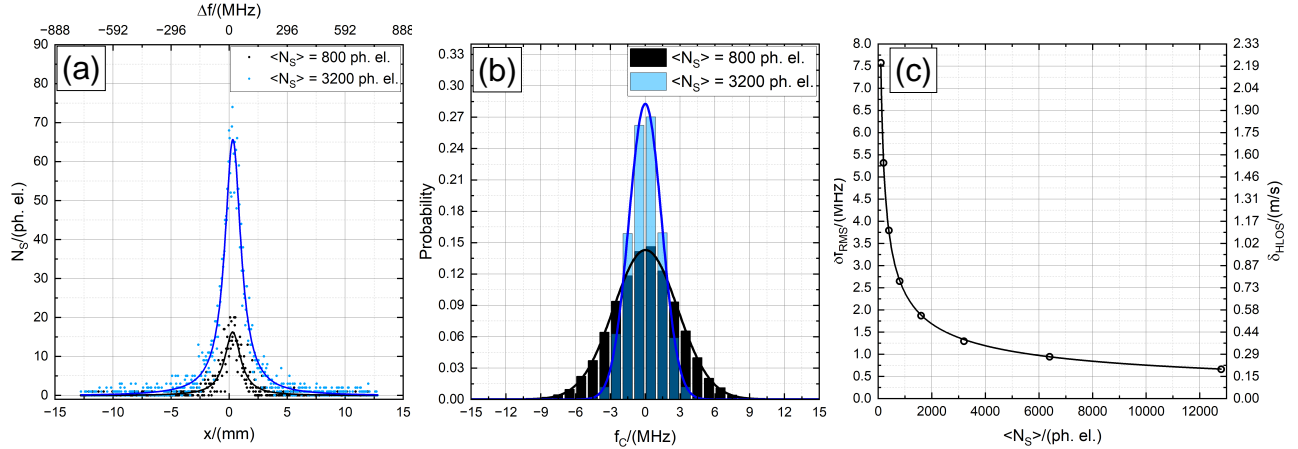 Δf/(MHz)
−888 −592 −296 0 296 592 888
90
80
70
60
50
40
30
20
10
0
N_S/(ph. el.)
(a)
<N_S> = 800 ph. el.
<N_S> = 3200 ph. el.
−15 −10 −5 0 5 10 15
x/(mm)
0.33
0.30
0.27
0.24
0.21
0.18
0.15
0.12
0.09
0.06
0.03
0.00
Probability
(b)
<N_S> = 800 ph. el.
<N_S> = 3200 ph. el.
−15 −12 −9 −6 −3 0 3 6 9 12 15
f_C/(MHz)
8.0
7.5
7.0
6.5
6.0
5.5
5.0
4.5
4.0
3.5
3.0
2.5
2.0
1.5
1.0
0.5
0.0
δf_RMS/(MHz)
(c)
2.33
2.19
2.04
1.90
1.75
1.60
1.46
1.31
1.17
1.02
0.87
0.73
0.58
0.44
0.29
0.15
0.00
δ_HLOS/(m/s)
0 2000 4000 6000 8000 10000 12000
<N_S>/(ph. el.)